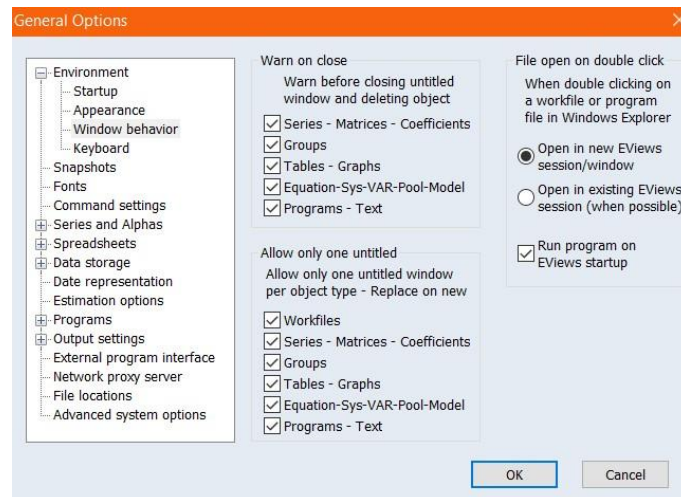 General Options
Environment
Startup
Appearance
Window behavior
Keyboard
Snapshots
Fonts
Command settings
Series and Alphas
Spreadsheets
Data storage
Date representation
Estimation options
Programs
Output settings
External program interface
Network proxy server
File locations
Advanced system options
Warn on close
Warn before closing untitled
window and deleting object
Series - Matrices - Coefficients
Groups
Tables - Graphs
Equation-Sys-VAR-Pool-Model
Programs - Text
Allow only one untitled
Allow only one untitled window
per object type - Replace on new
Workfiles
Series - Matrices - Coefficients
Groups
Tables - Graphs
Equation-Sys-VAR-Pool-Model
Programs - Text
File open on double click
When double clicking on
a workfile or program
file in Windows Explorer
Open in new EViews
session/window
Open in existing EViews
session (when possible)
Run program on
EViews startup
OK
Cancel